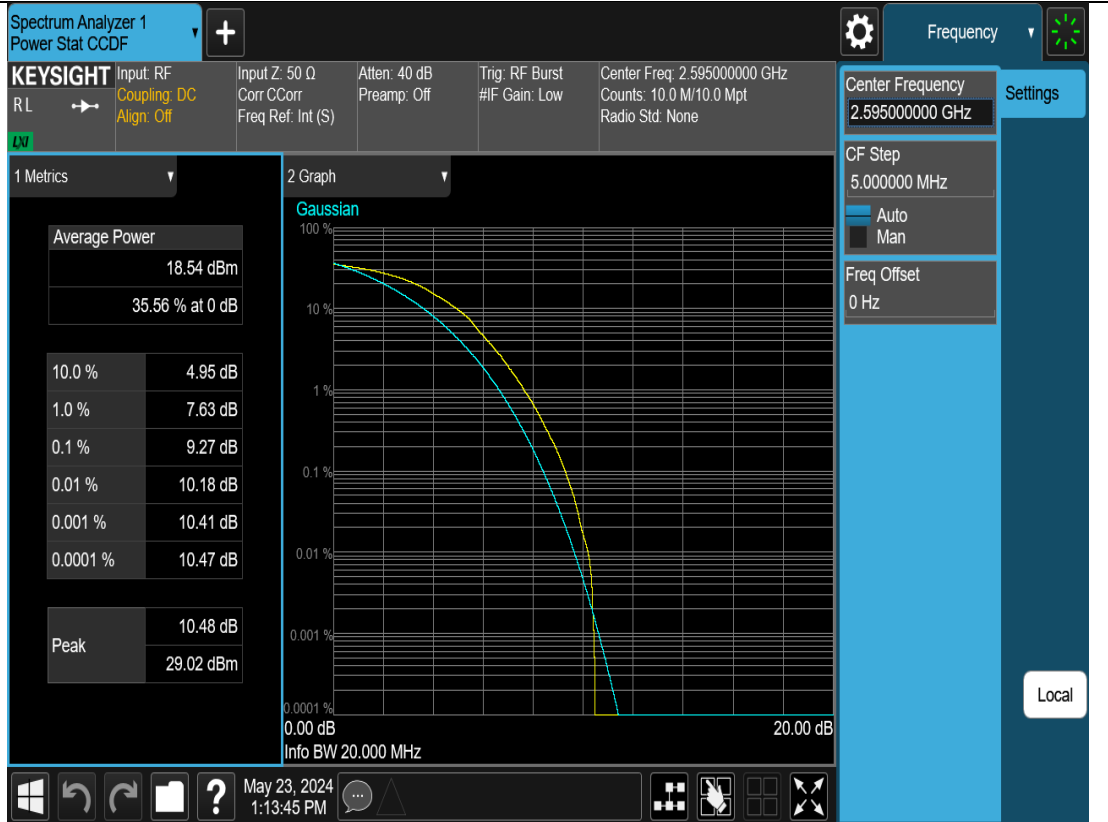 Spectrum Analyzer 1
Power Stat CCDF
+
Frequency
KEYSIGHT
RL
LXI
Input: RF
Coupling: DC
Align: Off
Input Z: 50 Ω
Corr CCorr
Freq Ref: Int (S)
Atten: 40 dB
Preamp: Off
Trig: RF Burst
#IF Gain: Low
Center Freq: 2.595000000 GHz
Counts: 10.0 M/10.0 Mpt
Radio Std: None
Center Frequency
2.595000000 GHz
Settings
CF Step
5.000000 MHz
Auto
Man
Freq Offset
0 Hz
1 Metrics
Average Power
18.54 dBm
35.56 % at 0 dB
10.0 % 4.95 dB
1.0 % 7.63 dB
0.1 % 9.27 dB
0.01 % 10.18 dB
0.001 % 10.41 dB
0.0001 % 10.47 dB
Peak
10.48 dB
29.02 dBm
2 Graph
Gaussian
100 %
10 %
1 %
0.1 %
0.01 %
0.001 %
0.0001 %
0.00 dB 20.00 dB
Info BW 20.000 MHz
Local
?
May 23, 2024
1:13:45 PM